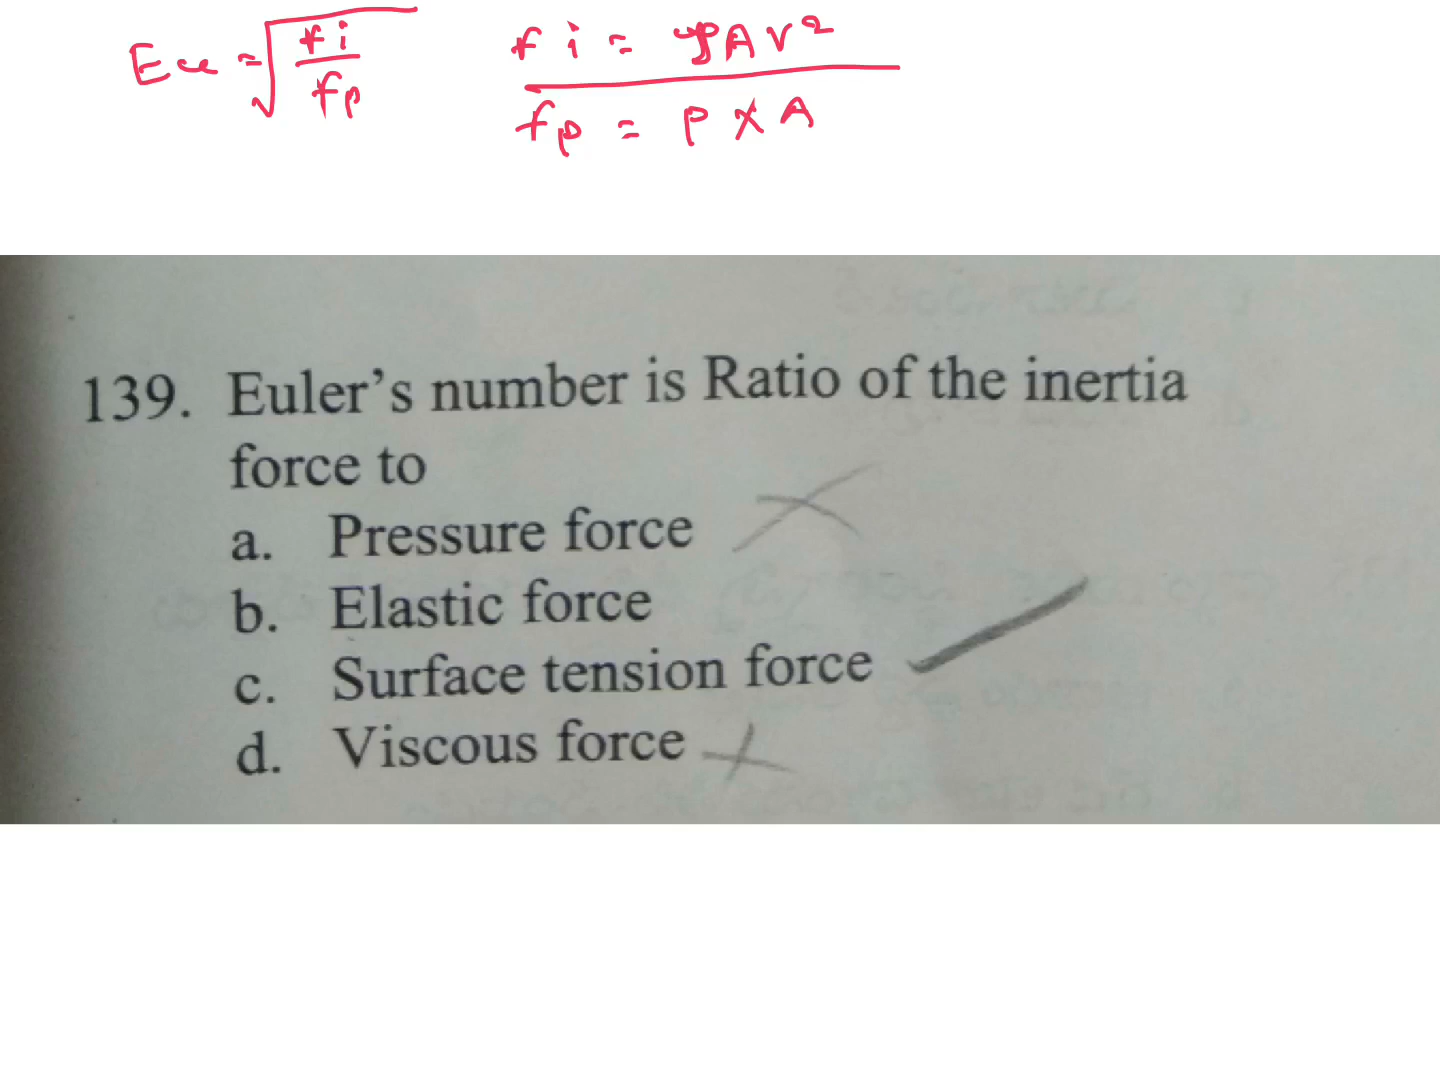 Eu = √fi/fp fi = ρAV²
fp = P × A
139. Euler's number is Ratio of the inertia
force to
a. Pressure force
b. Elastic force
c. Surface tension force
d. Viscous force